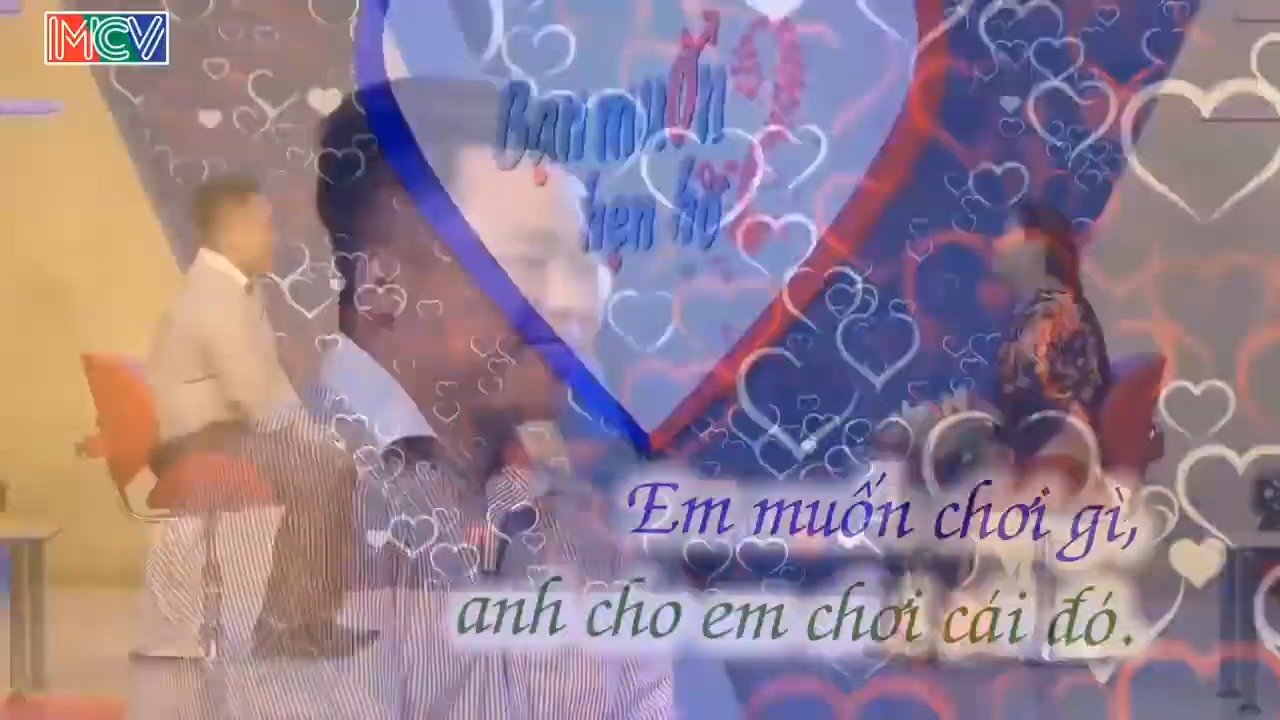 MCV
Bạn muốn
hẹn hò
Em muốn chơi gì,
anh cho em chơi cái đó.